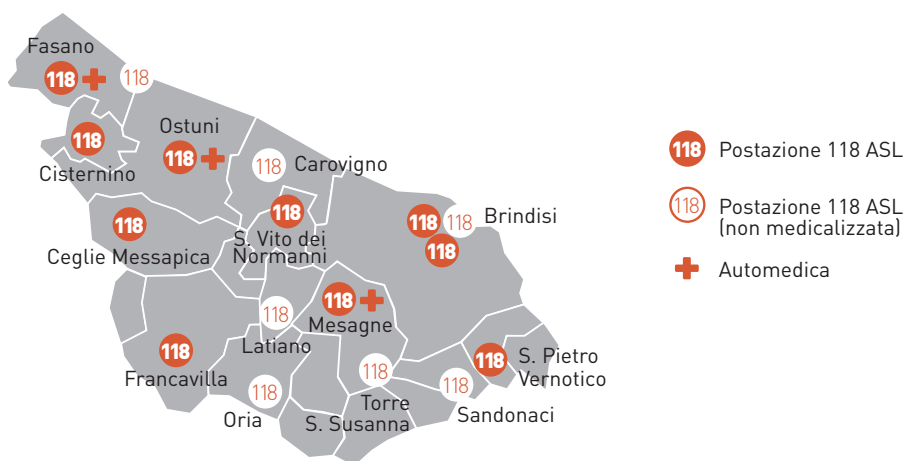 Fasano
118
118
118
Cisternino
Ostuni
118
118
Carovigno
118
Ceglie Messapica
118
S. Vito dei
Normanni
118
118
118
Brindisi
118
Latiano
118
Mesagne
118
Francavilla
118
Oria
118
Torre
S. Susanna
118
Sandonaci
118
S. Pietro
Vernotico
118 Postazione 118 ASL
118 Postazione 118 ASL
(non medicalizzata)
Automedica